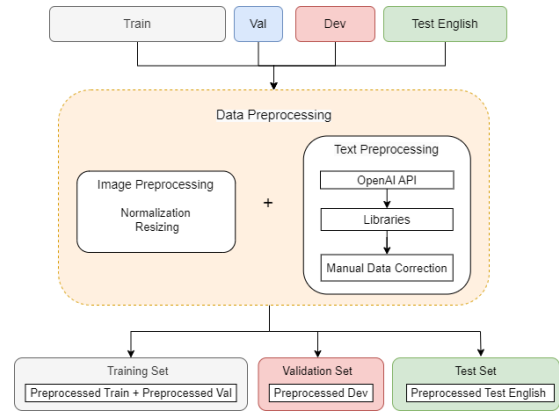 Train
Val
Dev
Test English
Data Preprocessing
Image Preprocessing
Normalization
Resizing
+
Text Preprocessing
OpenAI API
Libraries
Manual Data Correction
Training Set
Preprocessed Train + Preprocessed Val
Validation Set
Preprocessed Dev
Test Set
Preprocessed Test English